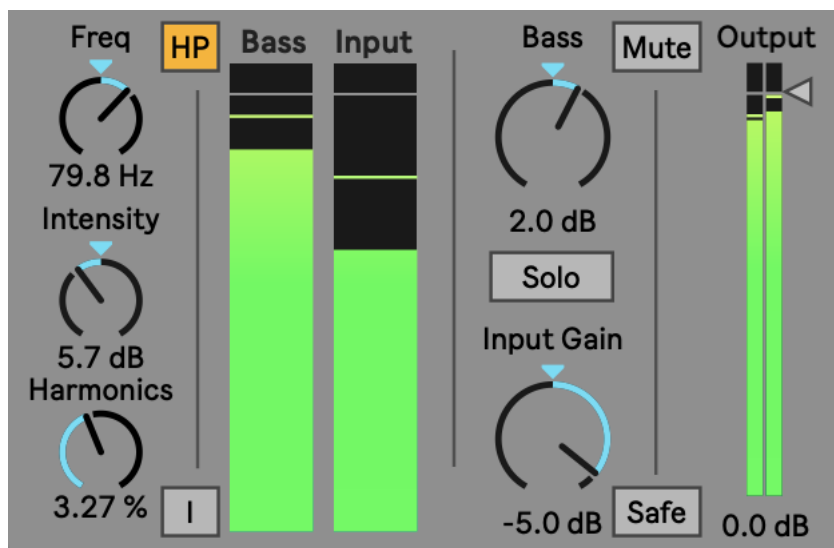 Freq
HP
Bass
Input
79.8 Hz
Intensity
5.7 dB
Harmonics
3.27 %
I
Bass
Mute
2.0 dB
Solo
Input Gain
-5.0 dB
Safe
Output
0.0 dB